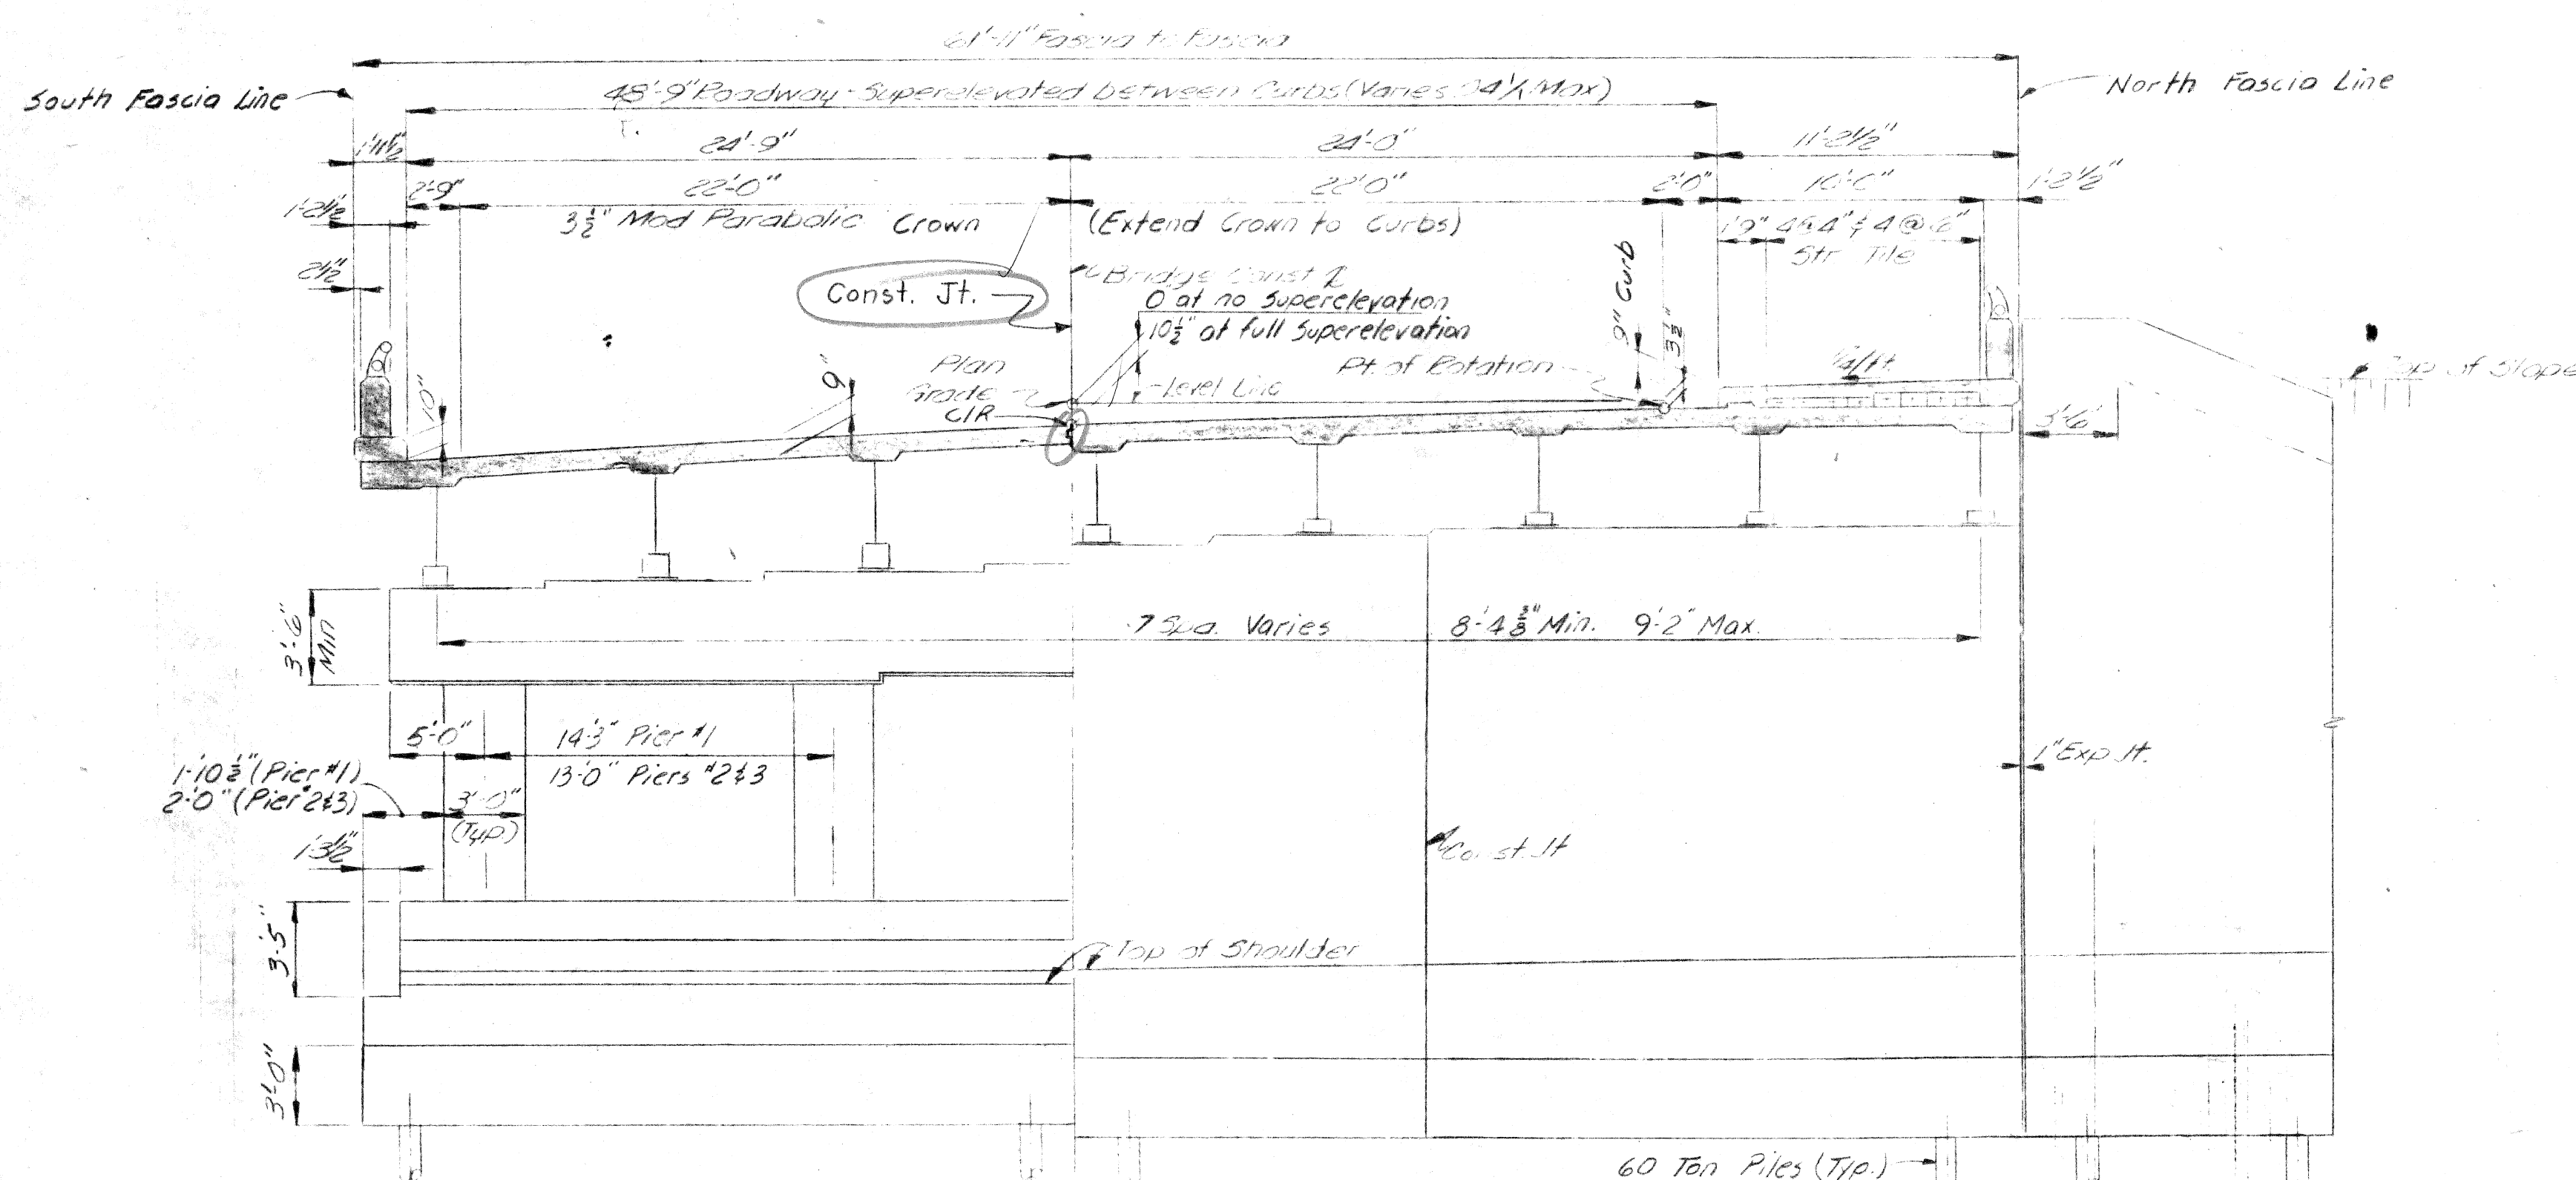 61'-11" Fascia to Fascia
South Fascia Line
48'-9" Roadway - Superelevated between Curbs (Varies .04'/' Max)
North Fascia Line
1'-11½"
24'-9"
24'-0"
11'-2½"
1'-2½"
2'-9"
22'-0"
22'-0"
2'-0"
10'-0"
1'-2½"
3½" Mod Parabolic Crown
(Extend Crown to Curbs)
1'-9" 4@4" & 4@6"
Str Tile
2½"
Const. Jt.
Bridge Const ℄
0 at no Superelevation
10½" at full Superelevation
9" Curb
3½"
Plan
Grade
C/R
Level Line
Pt. of Rotation
¼"/ft.
Top of Slope
10"
9"
3'-6"
3'-6"
Min
7 Spa. Varies 8'-4⅜" Min. 9'-2" Max.
5'-0"
14'-3" Pier #1
13'-0" Piers #2&3
1'-10½" (Pier #1)
2'-0" (Pier #2&3)
3'-0"
(Typ.)
1'-3½"
1" Exp. Jt.
Const. Jt
3'-5"
Top of Shoulder
3'-0"
60 Ton Piles (Typ.)